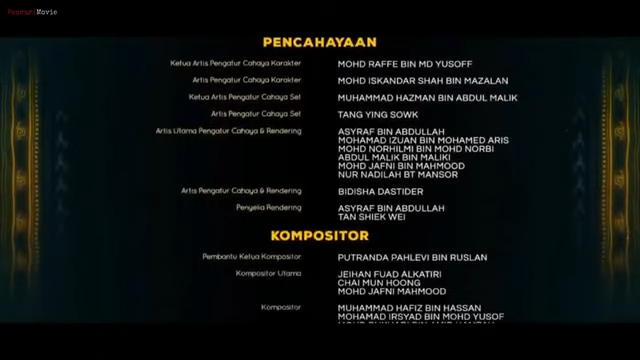 PencuriMovie
PENCAHAYAAN
Ketua Artis Pengatur Cahaya Karakter MOHD RAFFE BIN MD YUSOFF
Artis Pengatur Cahaya Karakter MOHD ISKANDAR SHAH BIN MAZALAN
Ketua Artis Pengatur Cahaya Set MUHAMMAD HAZMAN BIN ABDUL MALIK
Artis Pengatur Cahaya Set TANG YING SOWK
Artis Utama Pengatur Cahaya & Rendering ASYRAF BIN ABDULLAH
MOHAMAD IZUAN BIN MOHAMED ARIS
MOHD NORHILMI BIN MOHD NORBI
ABDUL MALIK BIN MALIKI
MOHD JAFNI BIN MAHMOOD
NUR NADILAH BT MANSOR
Artis Pengatur Cahaya & Rendering BIDISHA DASTIDER
Penyelia Rendering ASYRAF BIN ABDULLAH
TAN SHIEK WEI
KOMPOSITOR
Pembantu Ketua Kompositor PUTRANDA PAHLEVI BIN RUSLAN
Kompositor Utama JEIHAN FUAD ALKATIRI
CHAI MUN HOONG
MOHD JAFNI MAHMOOD
Kompositor MUHAMMAD HAFIZ BIN HASSAN
MOHAMAD IRSYAD BIN MOHD YUSOF